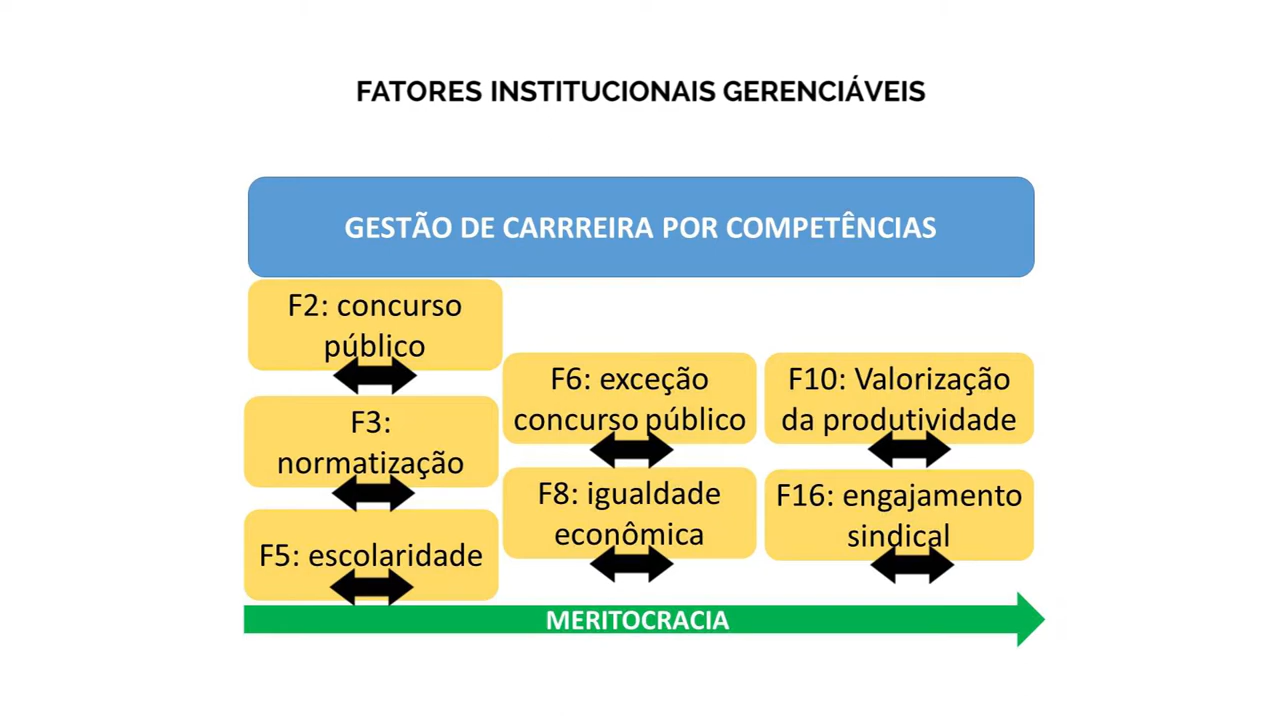 FATORES INSTITUCIONAIS GERENCIÁVEIS
GESTÃO DE CARRREIRA POR COMPETÊNCIAS
F2: concurso
público
F3:
normatização
F5: escolaridade
F6: exceção
concurso público
F8: igualdade
econômica
F10: Valorização
da produtividade
F16: engajamento
sindical
MERITOCRACIA